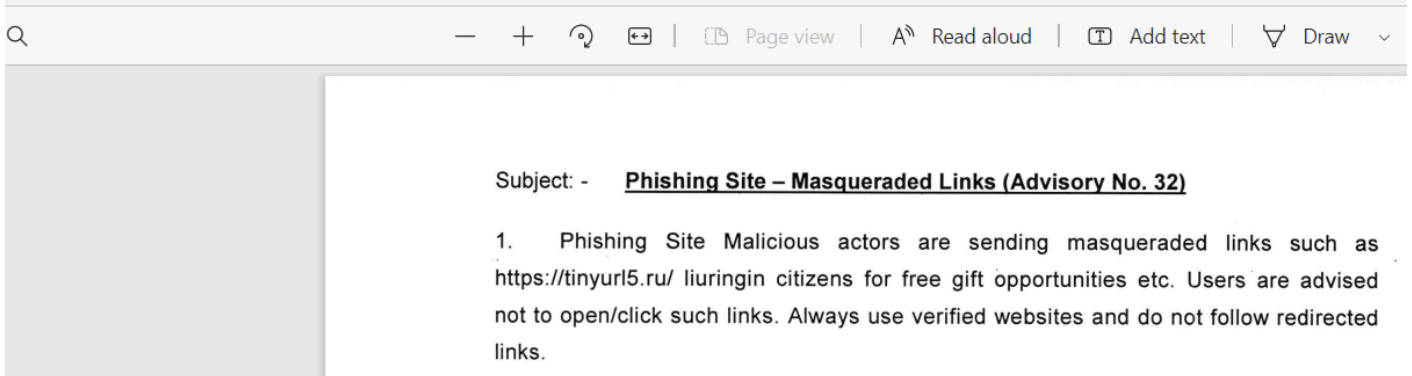 Page view Read aloud Add text Draw
Subject: - Phishing Site – Masqueraded Links (Advisory No. 32)
1. Phishing Site Malicious actors are sending masqueraded links such as
https://tinyurl5.ru/ liuringin citizens for free gift opportunities etc. Users are advised
not to open/click such links. Always use verified websites and do not follow redirected
links.